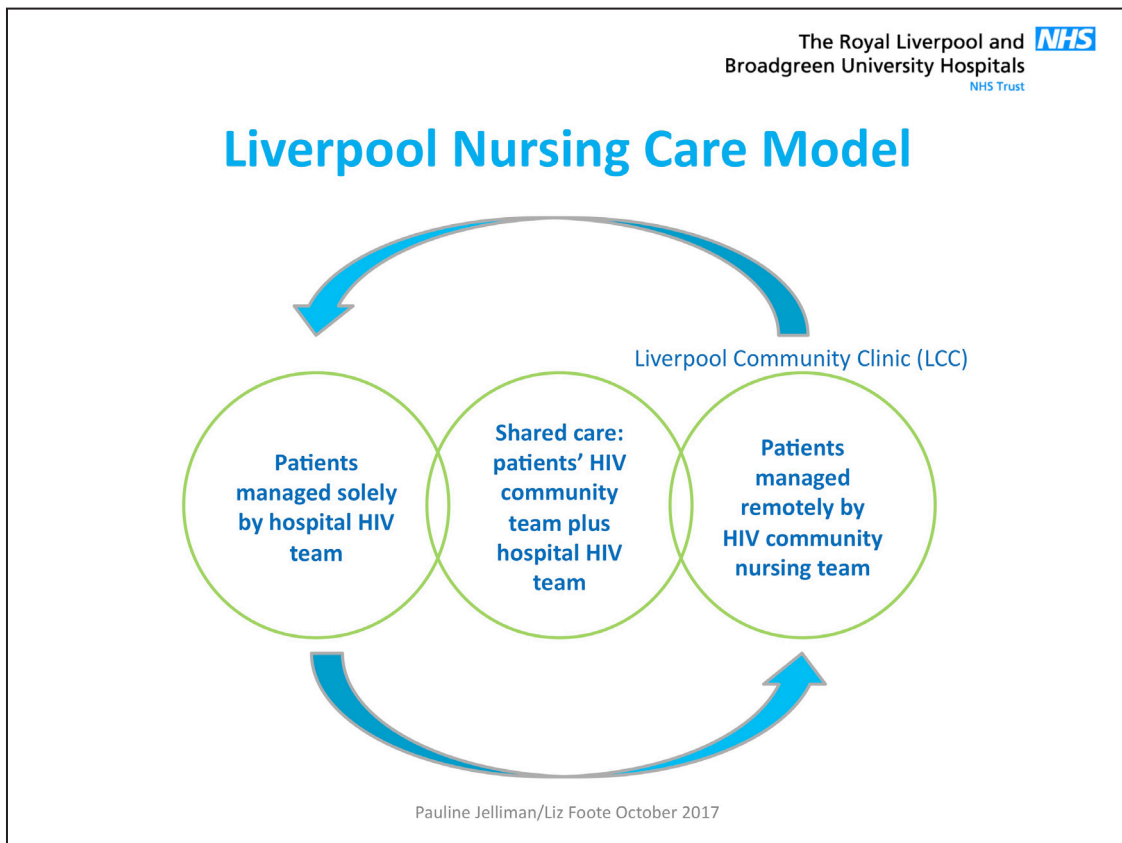 The Royal Liverpool and NHS
Broadgreen University Hospitals
NHS Trust
Liverpool Nursing Care Model
Liverpool Community Clinic (LCC)
Patients
managed solely
by hospital HIV
team
Shared care:
patients’ HIV
community
team plus
hospital HIV
team
Patients
managed
remotely by
HIV community
nursing team
Pauline Jelliman/Liz Foote October 2017